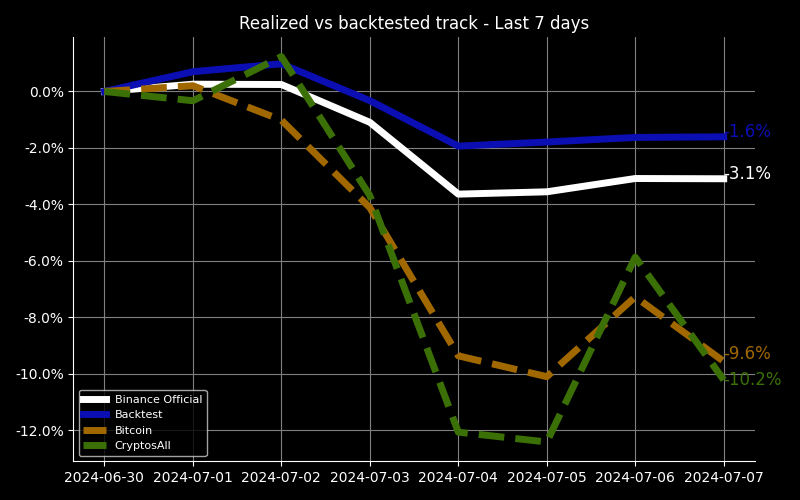 Realized vs backtested track - Last 7 days
0.0%
-2.0%
-4.0%
-6.0%
-8.0%
-10.0%
-12.0%
-1.6%
-3.1%
-9.6%
-10.2%
Binance Official
Backtest
Bitcoin
CryptosAll
2024-06-30 2024-07-01 2024-07-02 2024-07-03 2024-07-04 2024-07-05 2024-07-06 2024-07-07